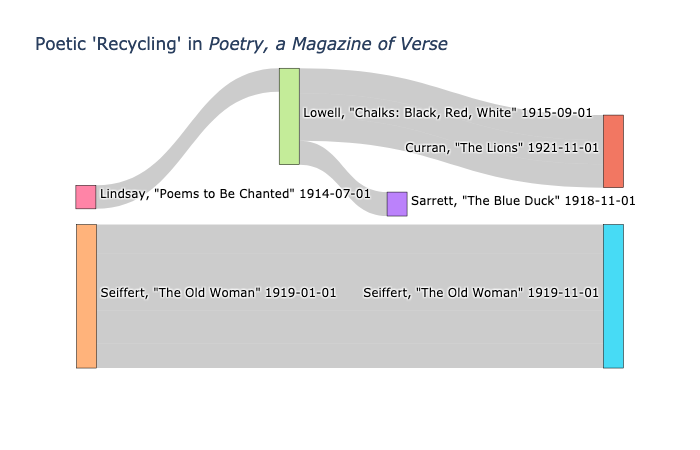 Poetic 'Recycling' in Poetry, a Magazine of Verse
Lowell, "Chalks: Black, Red, White" 1915-09-01
Curran, "The Lions" 1921-11-01
Lindsay, "Poems to Be Chanted" 1914-07-01
Sarrett, "The Blue Duck" 1918-11-01
Seiffert, "The Old Woman" 1919-01-01
Seiffert, "The Old Woman" 1919-11-01